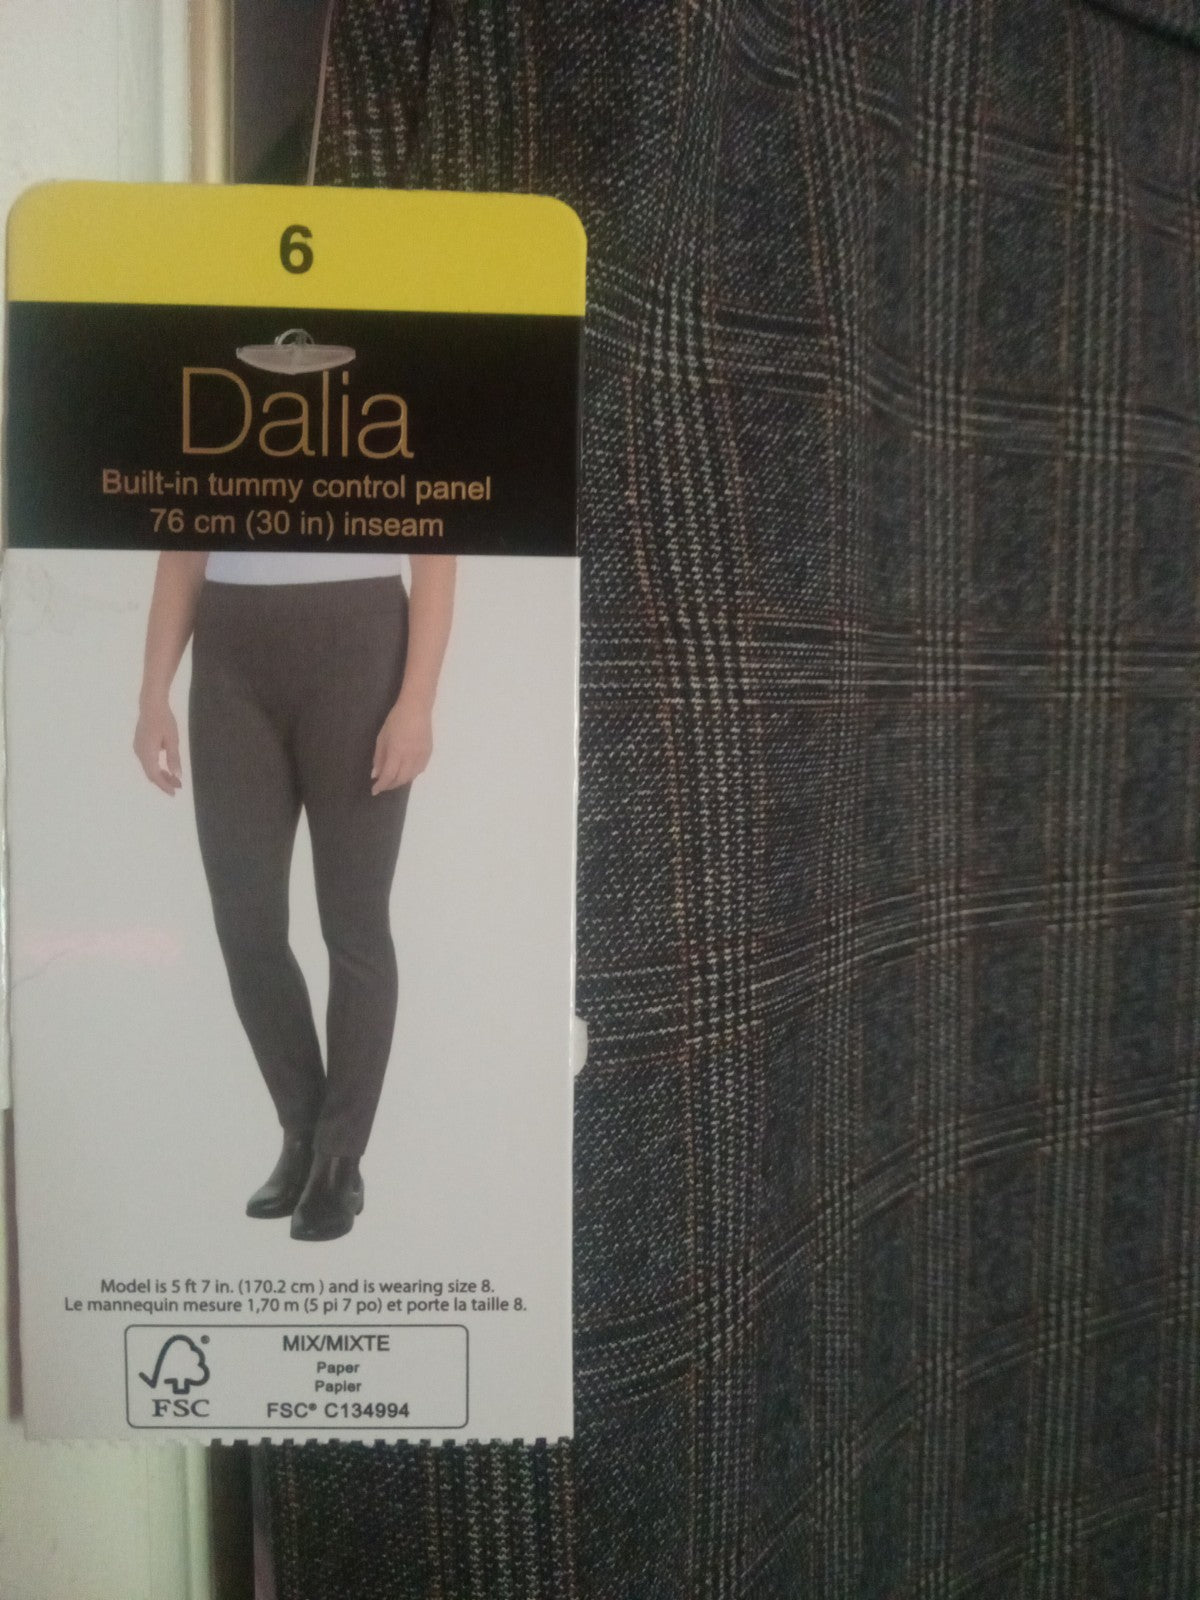 6
Dalia
Built-in tummy control panel
76 cm (30 in) inseam
Model is 5 ft 7 in. (170.2 cm ) and is wearing size 8.
Le mannequin mesure 1,70 m (5 pi 7 po) et porte la taille 8.
MIX/MIXTE
Paper
Papier
FSC® C134994
®
FSC